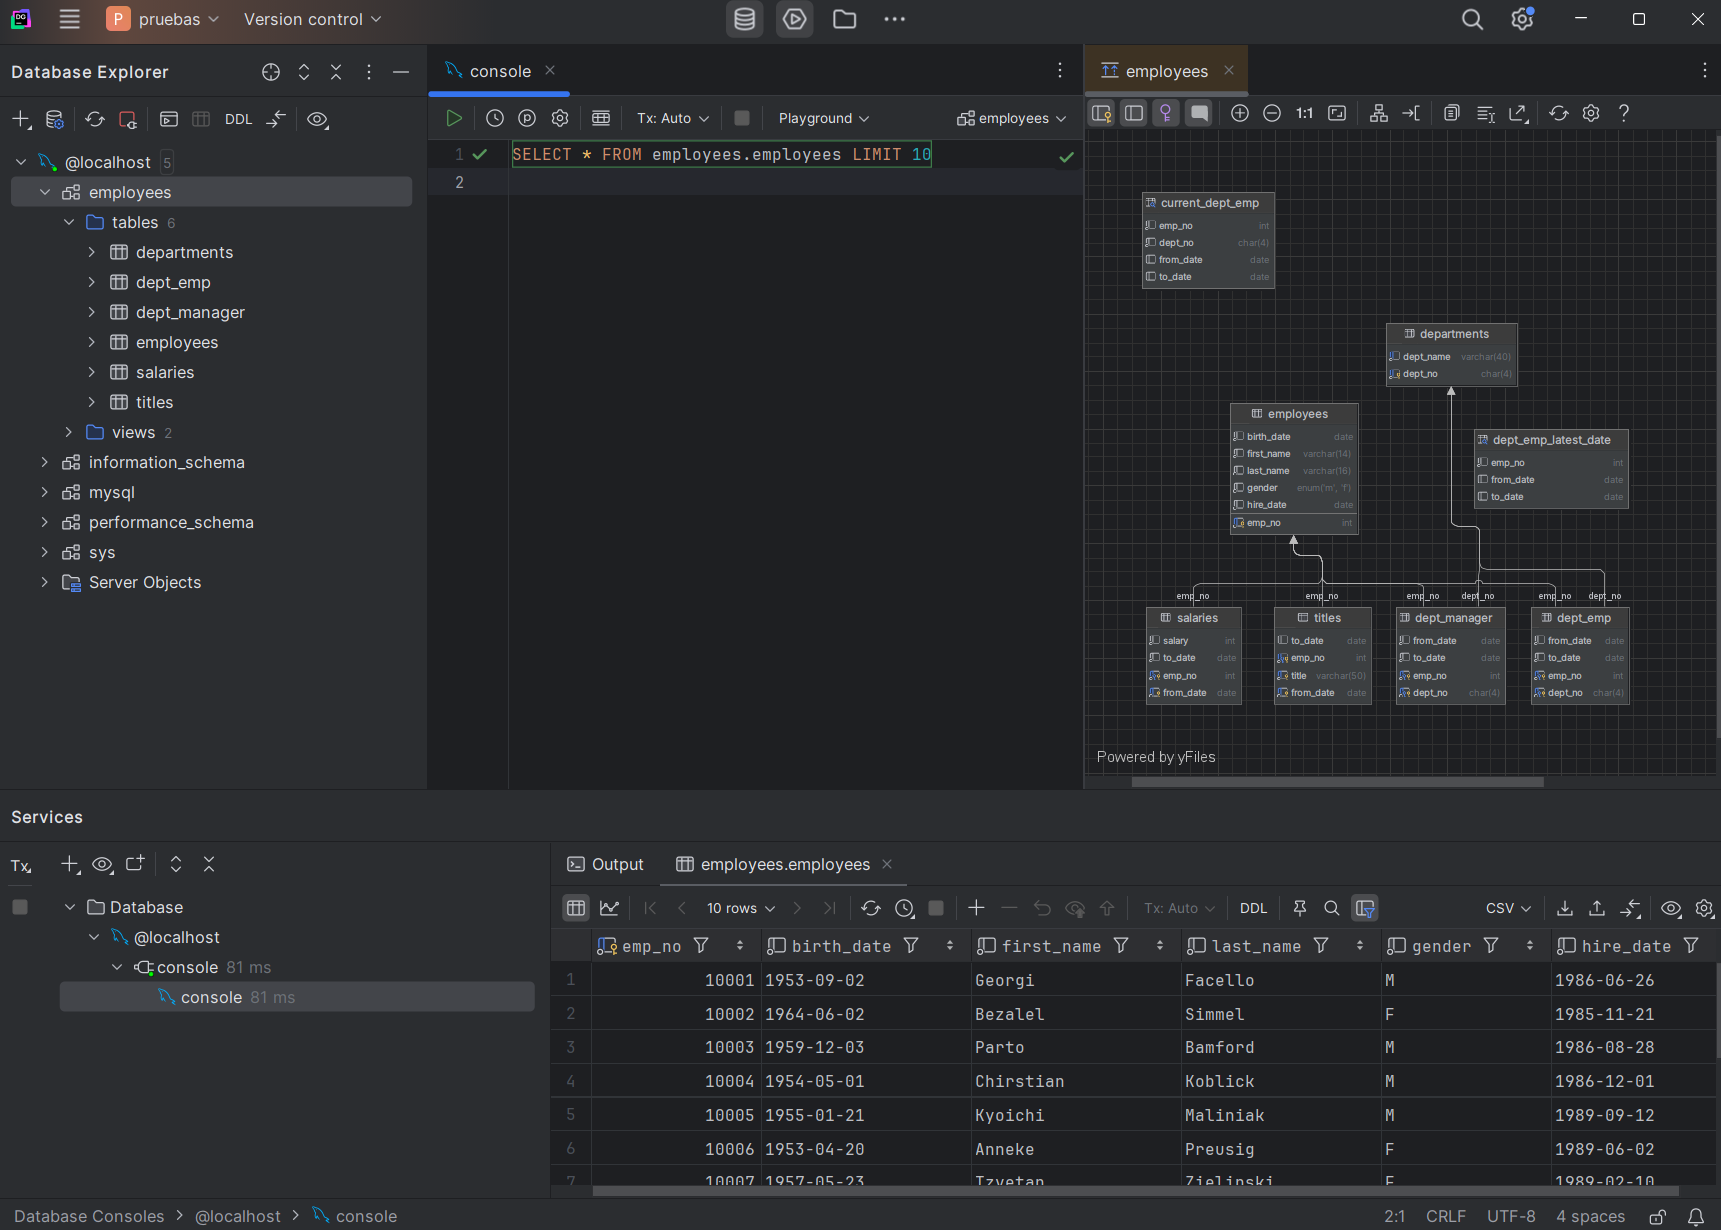 DG
P pruebas Version control
Database Explorer
DDL
@localhost 5
employees
tables 6
departments
dept_emp
dept_manager
employees
salaries
titles
views 2
information_schema
mysql
performance_schema
sys
Server Objects
console
Tx: Auto Playground employees
1 SELECT * FROM employees.employees LIMIT 10
2
employees
1:1 ?
current_dept_emp
emp_no int
dept_no char(4)
from_date date
to_date date
departments
dept_name varchar(40)
dept_no char(4)
employees
birth_date date
first_name varchar(14)
last_name varchar(16)
gender enum('m', 'f')
hire_date date
emp_no int
dept_emp_latest_date
emp_no int
from_date date
to_date date
emp_no emp_no emp_no dept_no emp_no dept_no
salaries
salary int
to_date date
emp_no int
from_date date
titles
to_date date
emp_no int
title varchar(50)
from_date date
dept_manager
from_date date
to_date date
emp_no int
dept_no char(4)
dept_emp
from_date date
to_date date
emp_no int
dept_no char(4)
Powered by yFiles
Services
Tx
Database
@localhost
console 81 ms
console 81 ms
Output employees.employees
10 rows Tx: Auto DDL CSV
emp_no birth_date first_name last_name gender hire_date
1 10001 1953-09-02 Georgi Facello M 1986-06-26
2 10002 1964-06-02 Bezalel Simmel F 1985-11-21
3 10003 1959-12-03 Parto Bamford M 1986-08-28
4 10004 1954-05-01 Chirstian Koblick M 1986-12-01
5 10005 1955-01-21 Kyoichi Maliniak M 1989-09-12
6 10006 1953-04-20 Anneke Preusig F 1989-06-02
7 10007 1957-05-23 Tzvetan Zielinski F 1989-02-10
Database Consoles > @localhost > console
2:1 CRLF UTF-8 4 spaces